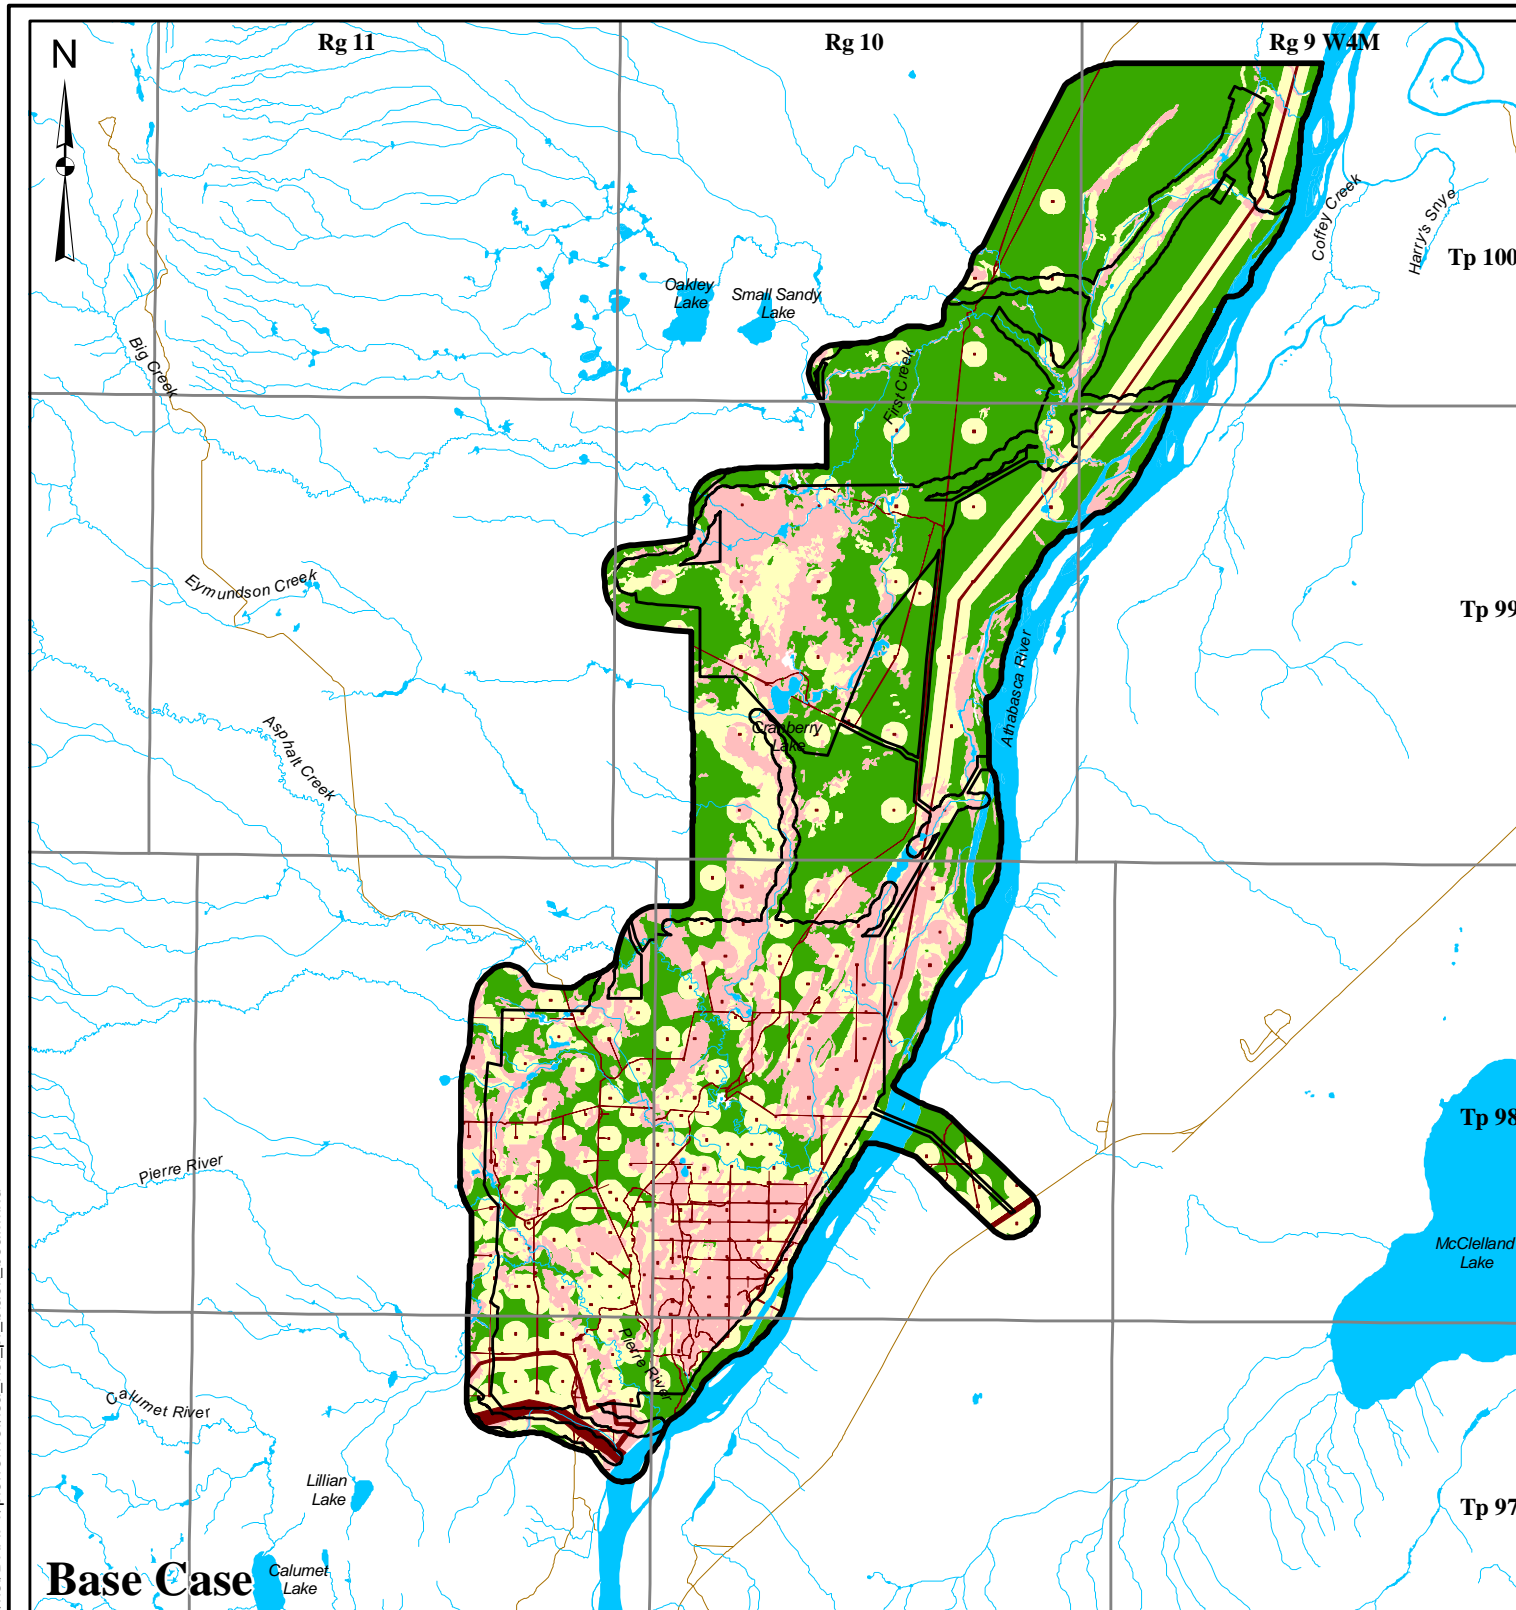 Rg 11
Rg 10
Rg 9 W4M
N
Coffey Creek
Harry's Snye
Tp 100
Oakley
Lake
Small Sandy
Lake
Big Creek
First Creek
Eymundson Creek
Tp 99
Athabasca River
Asphalt Creek
Cranberry
Lake
Tp 98
Pierre River
McClelland
Lake
Pierre River
Calumet River
Lillian
Lake
Tp 97
Base Case
Calumet
Lake